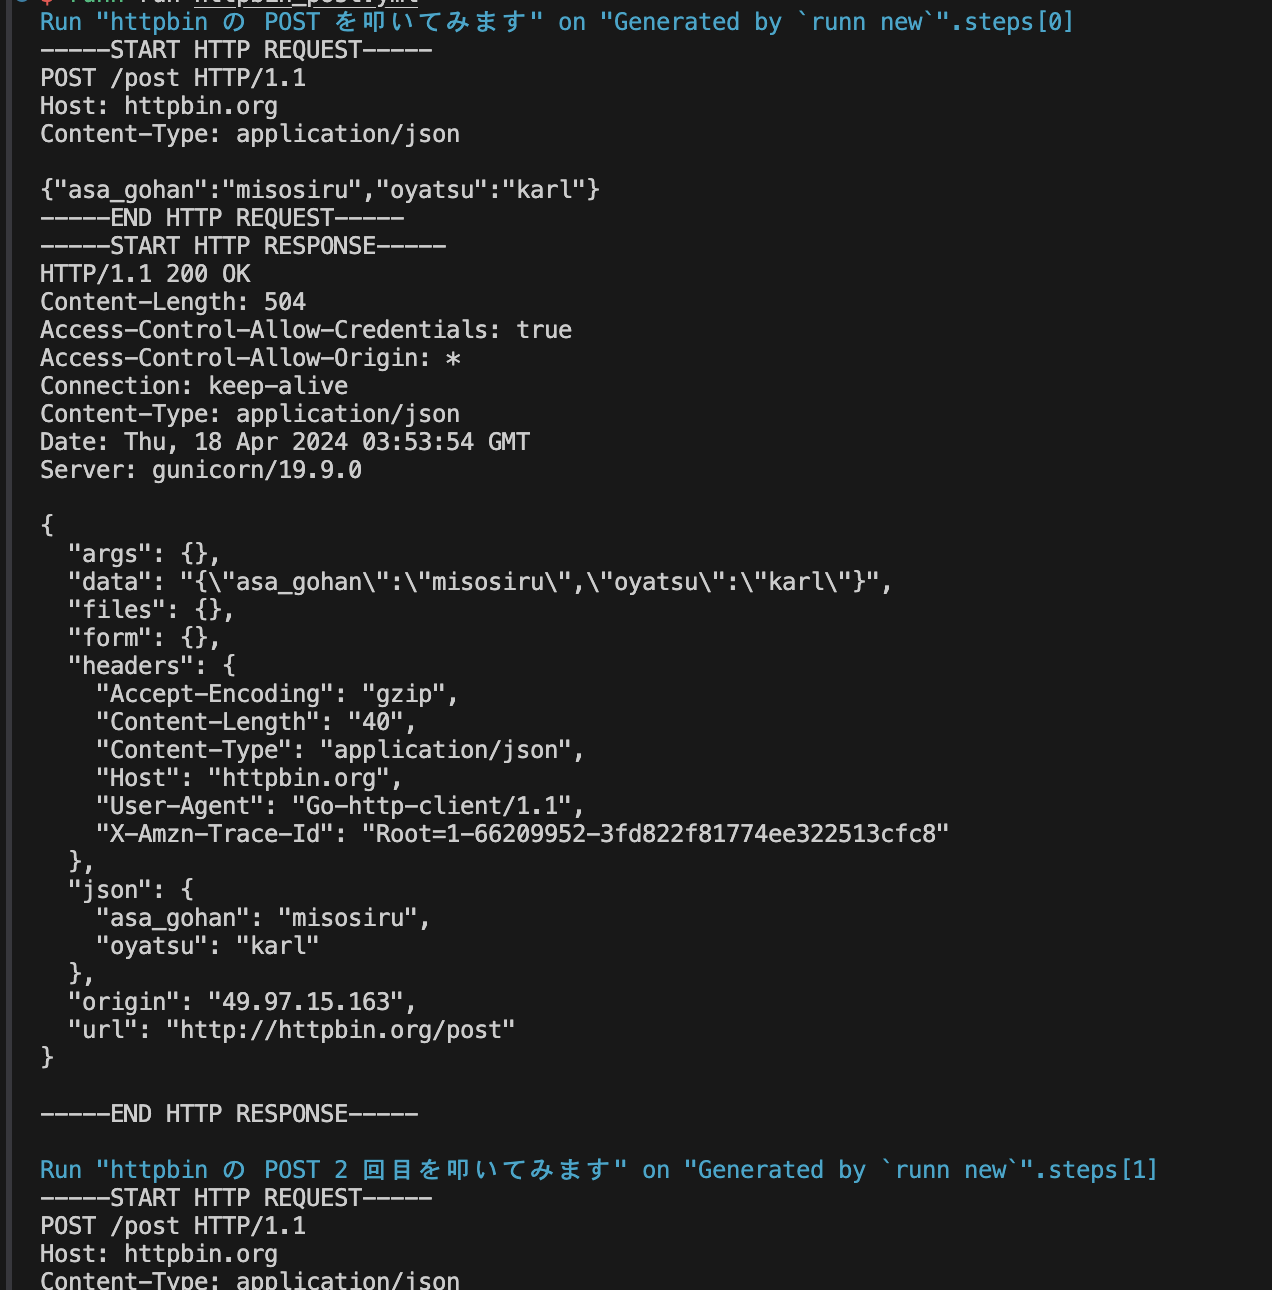 Run "httpbin の POST を叩いてみます" on "Generated by `runn new`".steps[0]
-----START HTTP REQUEST-----
POST /post HTTP/1.1
Host: httpbin.org
Content-Type: application/json

{"asa_gohan":"misosiru","oyatsu":"karl"}
-----END HTTP REQUEST-----
-----START HTTP RESPONSE-----
HTTP/1.1 200 OK
Content-Length: 504
Access-Control-Allow-Credentials: true
Access-Control-Allow-Origin: *
Connection: keep-alive
Content-Type: application/json
Date: Thu, 18 Apr 2024 03:53:54 GMT
Server: gunicorn/19.9.0

{
  "args": {},
  "data": "{\"asa_gohan\":\"misosiru\",\"oyatsu\":\"karl\"}",
  "files": {},
  "form": {},
  "headers": {
    "Accept-Encoding": "gzip",
    "Content-Length": "40",
    "Content-Type": "application/json",
    "Host": "httpbin.org",
    "User-Agent": "Go-http-client/1.1",
    "X-Amzn-Trace-Id": "Root=1-66209952-3fd822f81774ee322513cfc8"
  },
  "json": {
    "asa_gohan": "misosiru",
    "oyatsu": "karl"
  },
  "origin": "49.97.15.163",
  "url": "http://httpbin.org/post"
}

-----END HTTP RESPONSE-----

Run "httpbin の POST 2 回目を叩いてみます" on "Generated by `runn new`".steps[1]
-----START HTTP REQUEST-----
POST /post HTTP/1.1
Host: httpbin.org
Content-Type: application/json